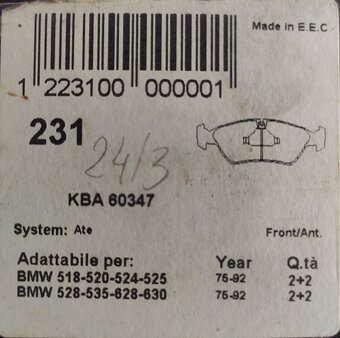 Made in E.E.C
1 223100 000001
231
24/3
KBA 60347
System: Ate Front/Ant.
Adattabile per: Year Q.tà
BMW 518-520-524-525 75-92 2+2
BMW 528-535-628-630 75-92 2+2